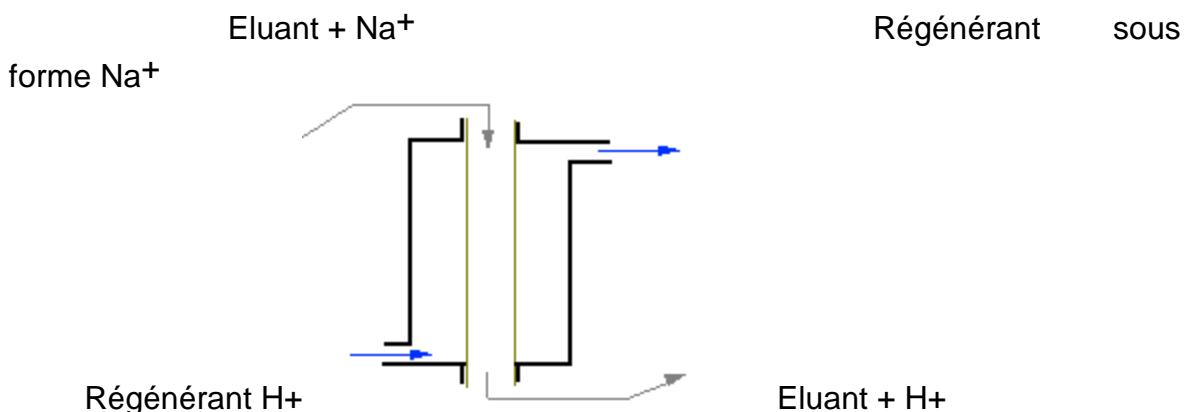 Eluant + Na+ Régénérant sous
forme Na+
Régénérant H+ Eluant + H+